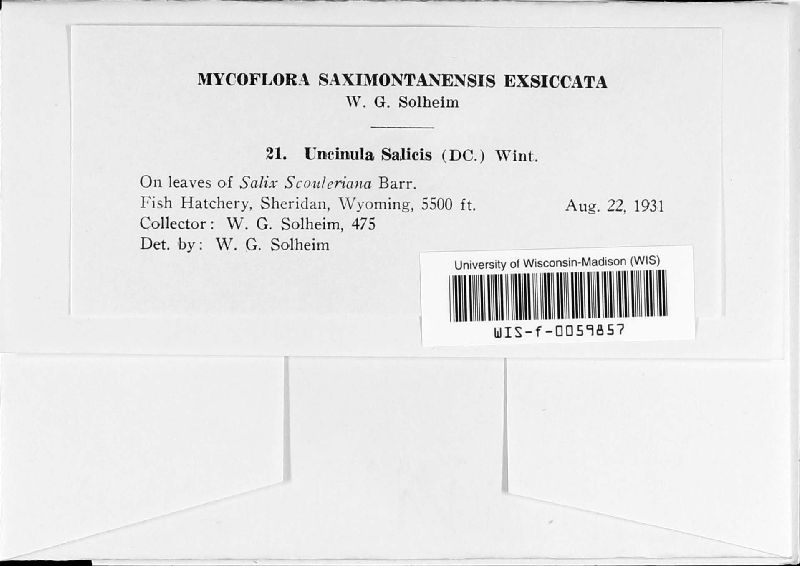 MYCOFLORA SAXIMONTANENSIS EXSICCATA
W. G. Solheim
21. Uncinula Salicis (DC.) Wint.
On leaves of Salix Scouleriana Barr.
Fish Hatchery, Sheridan, Wyoming, 5500 ft. Aug. 22, 1931
Collector: W. G. Solheim, 475
Det. by: W. G. Solheim
University of Wisconsin-Madison (WIS)
WIS-f-0059857